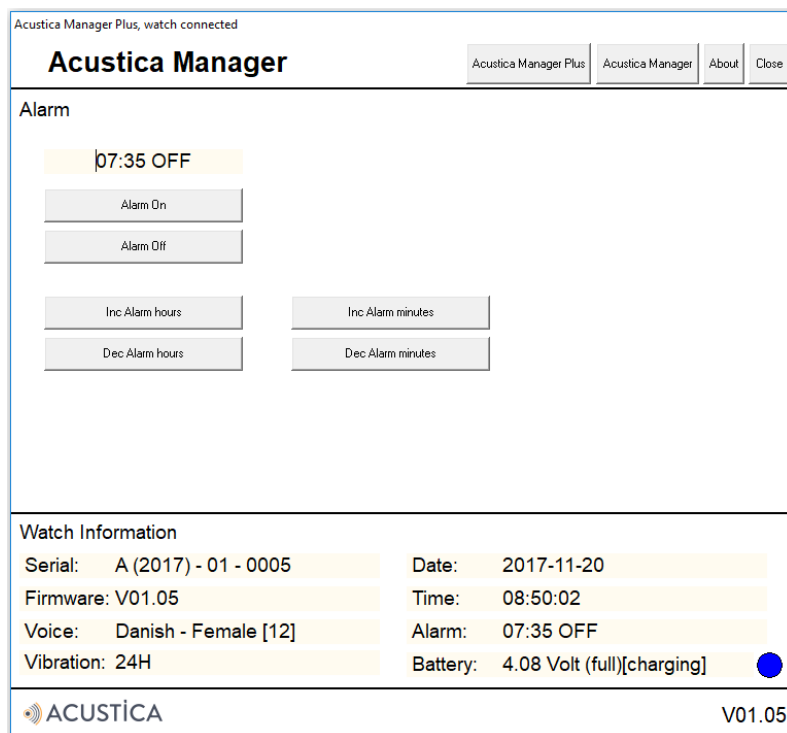 Acustica Manager Plus, watch connected
Acustica Manager
Acustica Manager Plus
Acustica Manager
About
Close
Alarm
07:35 OFF
Alarm On
Alarm Off
Inc Alarm hours
Inc Alarm minutes
Dec Alarm hours
Dec Alarm minutes
Watch Information
Serial: A (2017) - 01 - 0005
Date: 2017-11-20
Firmware: V01.05
Time: 08:50:02
Voice: Danish - Female [12]
Alarm: 07:35 OFF
Vibration: 24H
Battery: 4.08 Volt (full)[charging]
ACUSTİCA
V01.05